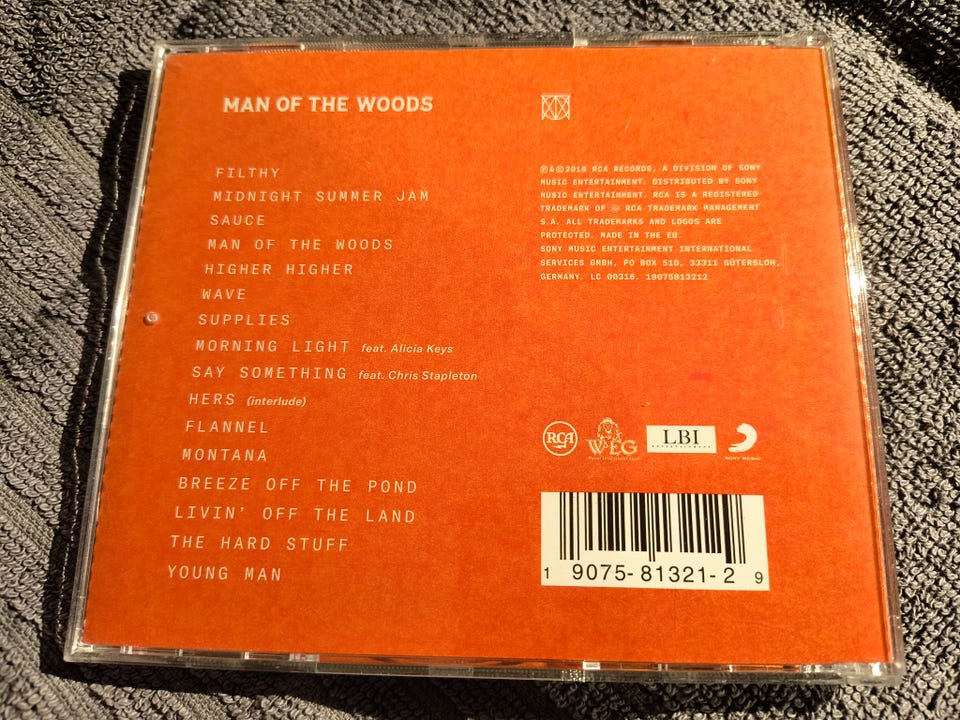 MAN OF THE WOODS
FILTHY
MIDNIGHT SUMMER JAM
SAUCE
MAN OF THE WOODS
HIGHER HIGHER
WAVE
SUPPLIES
MORNING LIGHT feat. Alicia Keys
SAY SOMETHING feat. Chris Stapleton
HERS (interlude)
FLANNEL
MONTANA
BREEZE OFF THE POND
LIVIN' OFF THE LAND
THE HARD STUFF
YOUNG MAN
Ⓟ&©2018 RCA RECORDS, A DIVISION OF SONY
MUSIC ENTERTAINMENT. DISTRIBUTED BY SONY
MUSIC ENTERTAINMENT. RCA IS A REGISTERED
TRADEMARK OF RCA TRADEMARK MANAGEMENT
S.A. ALL TRADEMARKS AND LOGOS ARE
PROTECTED. MADE IN THE EU.
SONY MUSIC ENTERTAINMENT INTERNATIONAL
SERVICES GMBH, PO BOX 510, 33311 GÜTERSLOH,
GERMANY. LC 00316. 19075813212
RCA
WEG
LBI
ENTERTAINMENT
SONY MUSIC
1 9075-81321-2 9